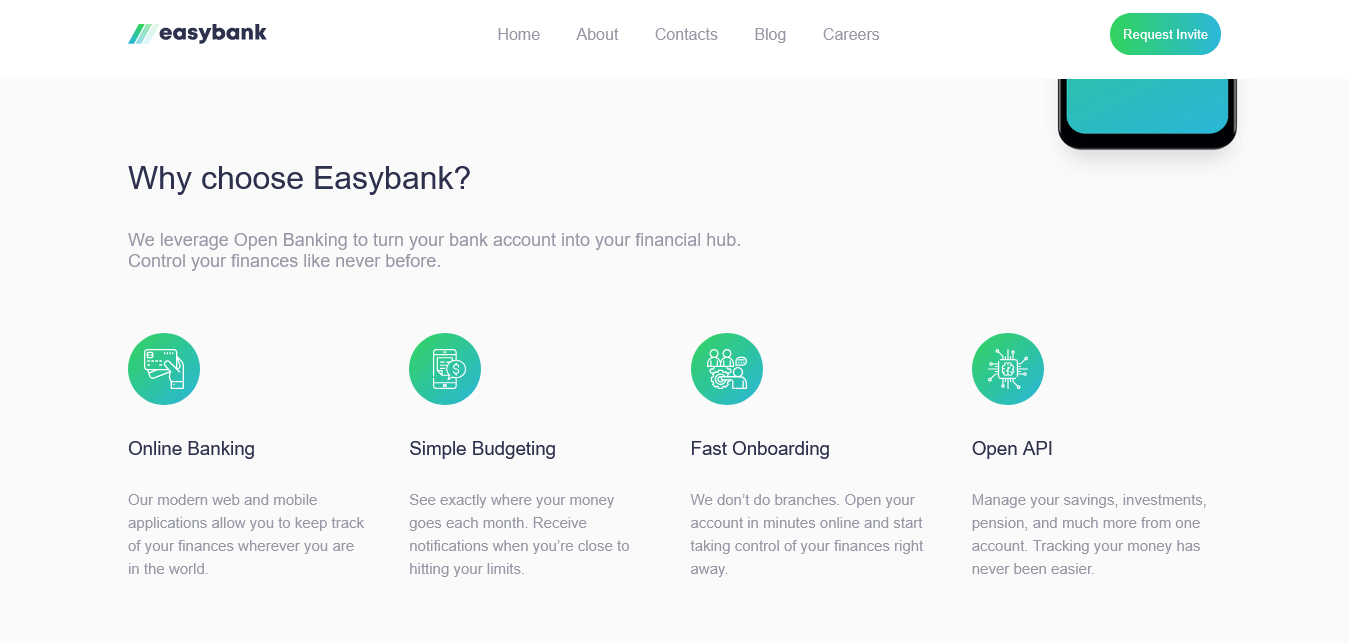 easybank Home About Contacts Blog Careers Request Invite
Why choose Easybank?
We leverage Open Banking to turn your bank account into your financial hub.
Control your finances like never before.
Online Banking
Our modern web and mobile
applications allow you to keep track
of your finances wherever you are
in the world.
Simple Budgeting
See exactly where your money
goes each month. Receive
notifications when you’re close to
hitting your limits.
Fast Onboarding
We don’t do branches. Open your
account in minutes online and start
taking control of your finances right
away.
Open API
Manage your savings, investments,
pension, and much more from one
account. Tracking your money has
never been easier.